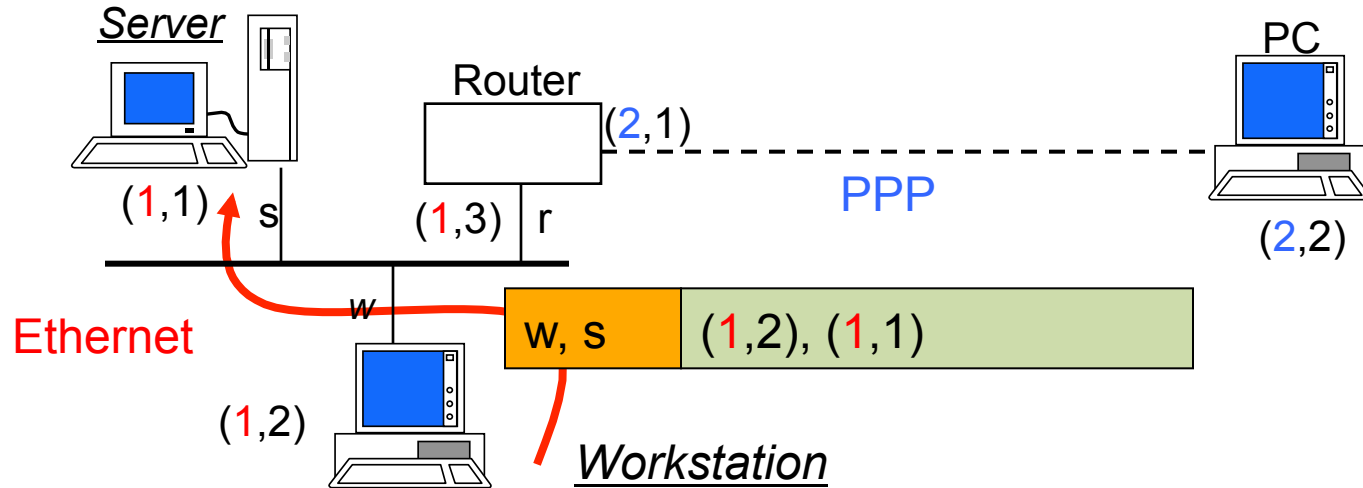 Server
PC
Router
(2,1)
PPP
(1,1)
s
(1,3)
r
(2,2)
w
Ethernet
w, s
(1,2), (1,1)
(1,2)
Workstation